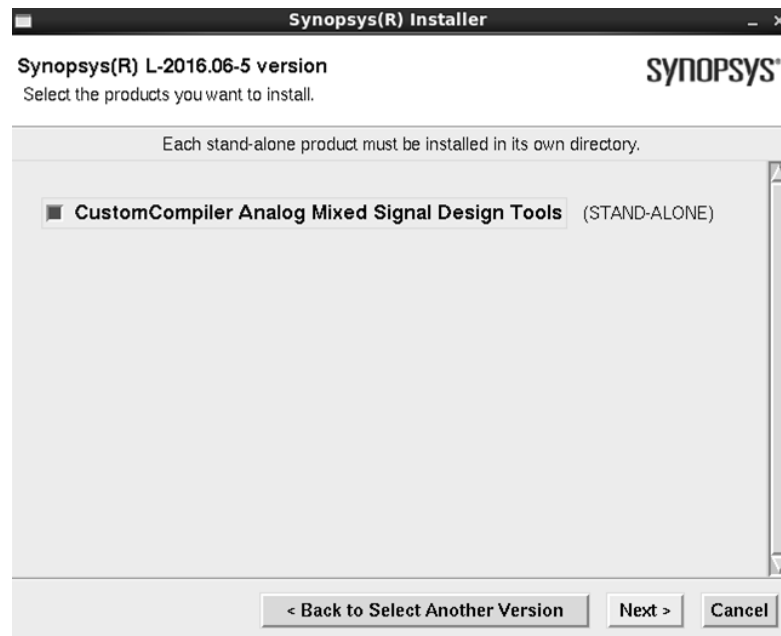 Synopsys(R) Installer
Synopsys(R) L-2016.06-5 version
Select the products you want to install.
SYNOPSYS
Each stand-alone product must be installed in its own directory.
CustomCompiler Analog Mixed Signal Design Tools (STAND-ALONE)
< Back to Select Another Version Next > Cancel